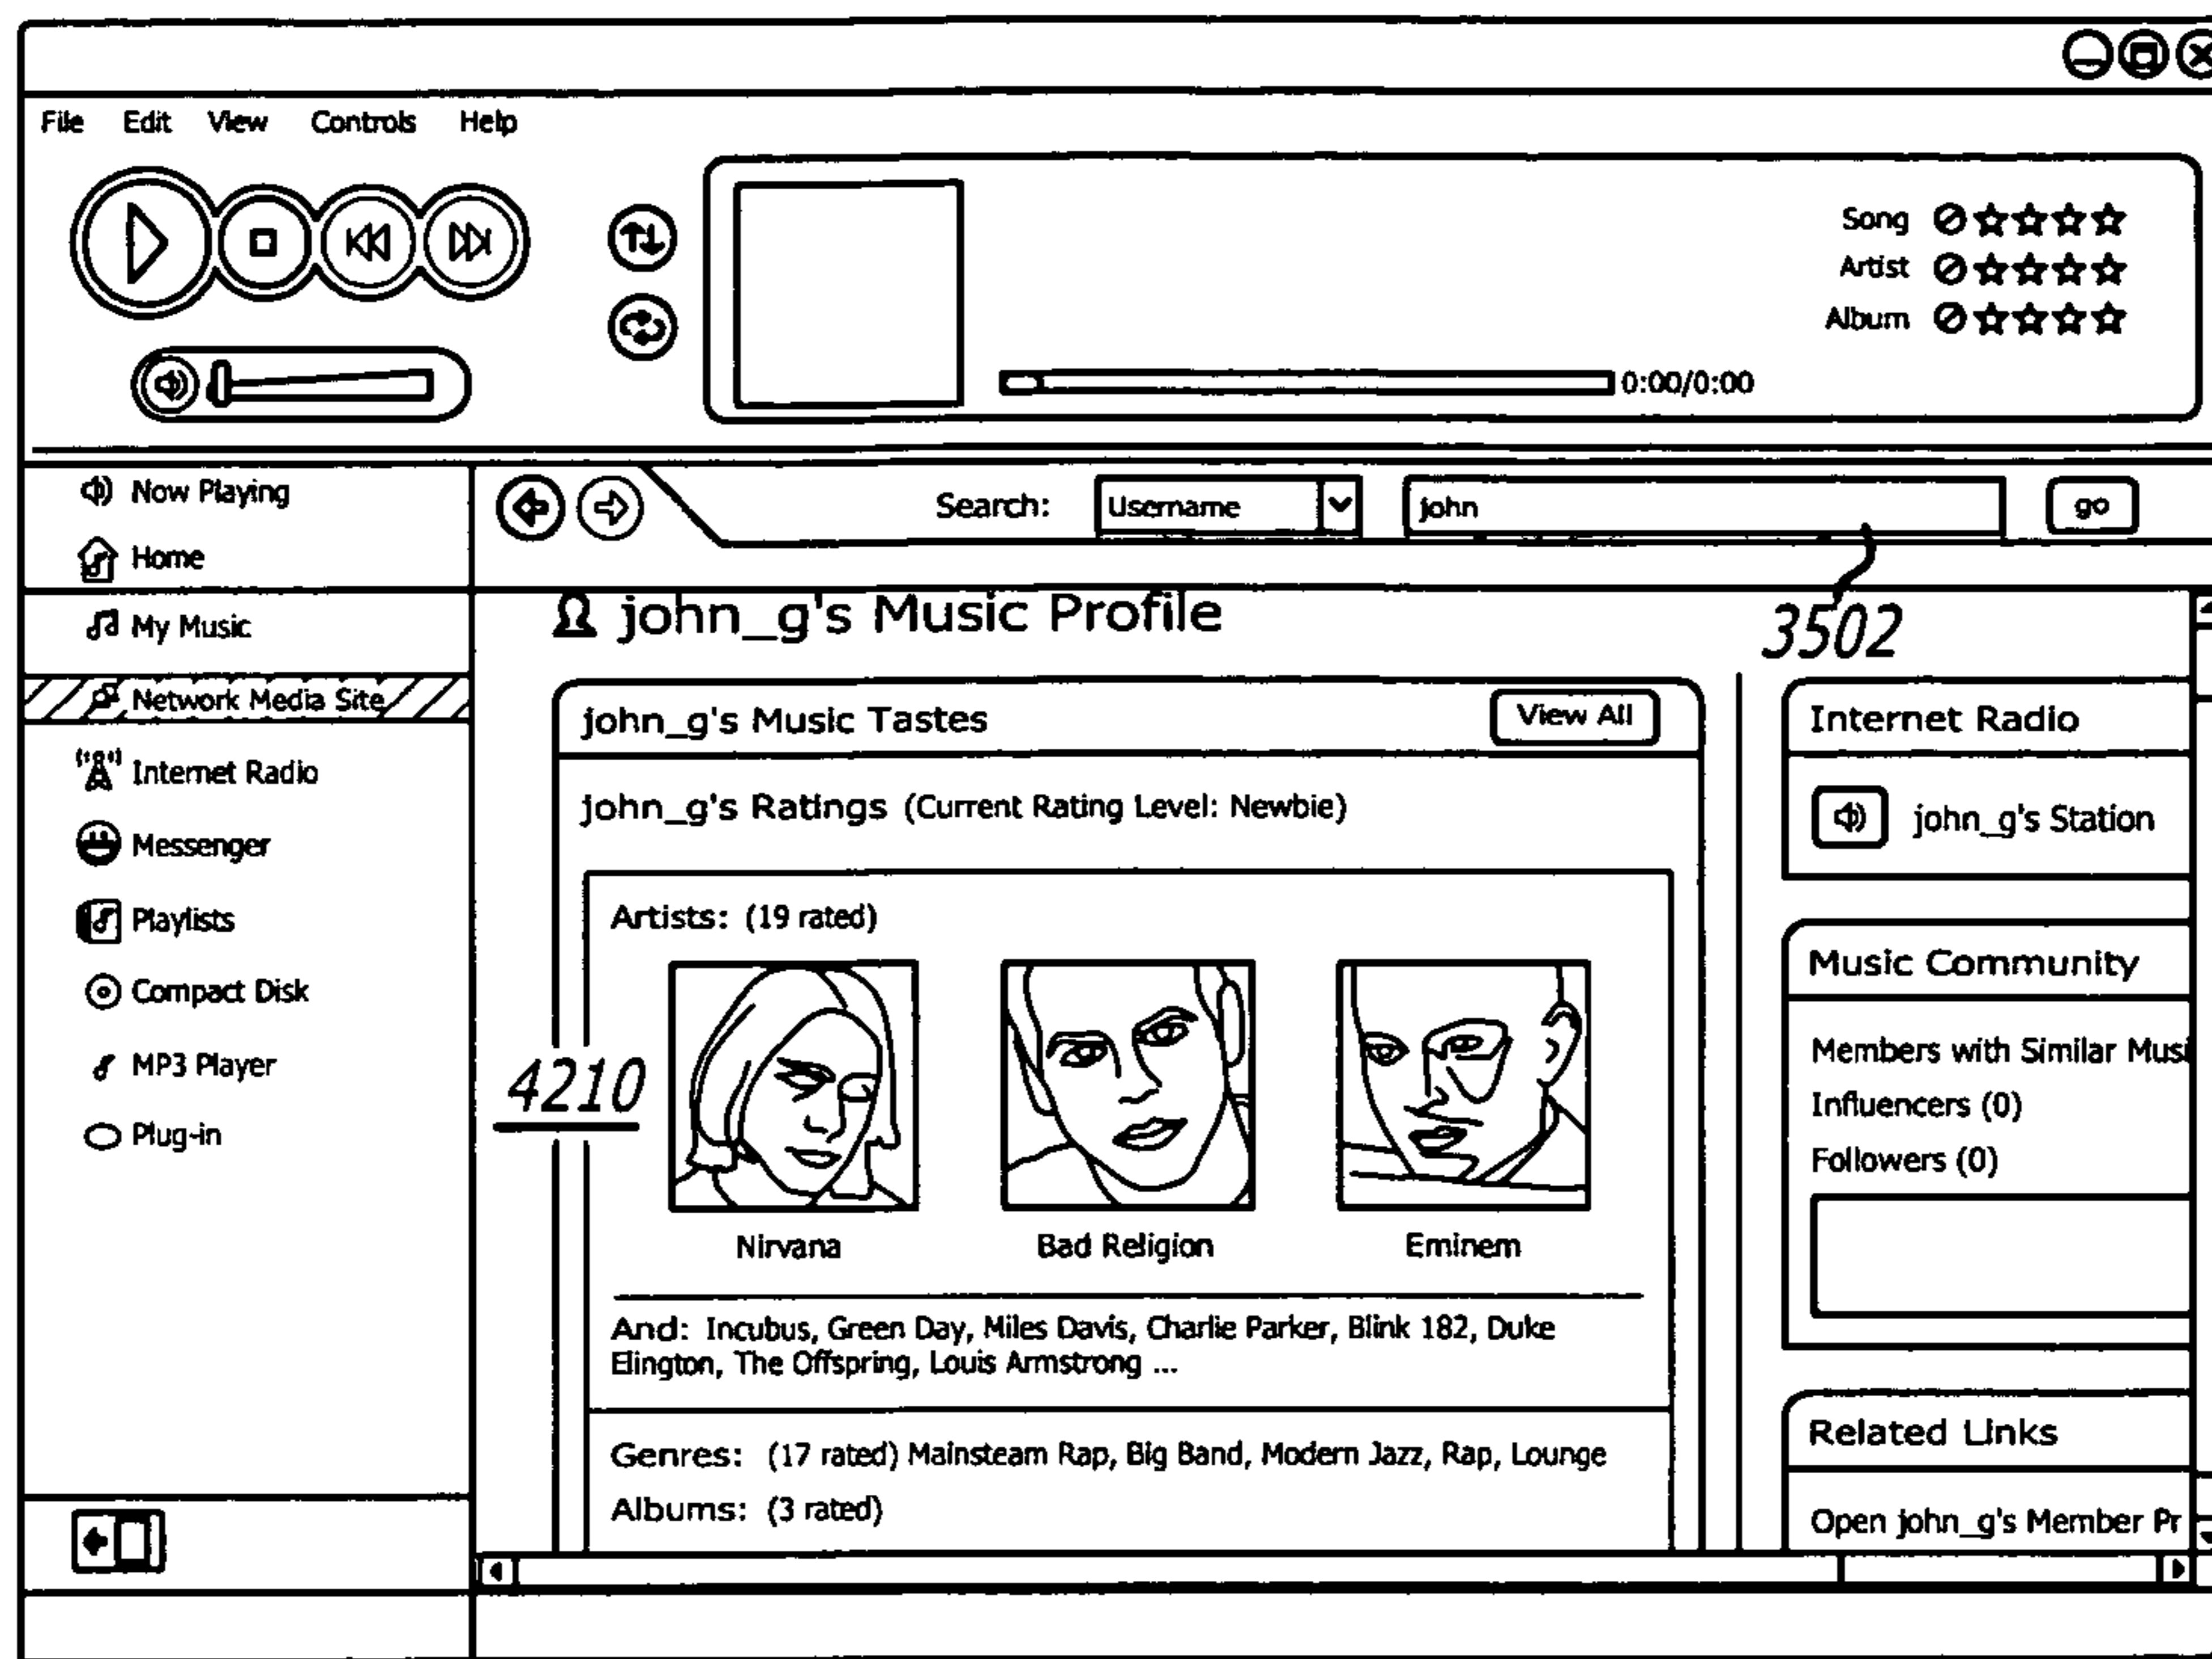 File Edit View Controls Help
Song
Artist
Album
0:00/0:00
Now Playing
Home
My Music
Network Media Site
Internet Radio
Messenger
Playlists
Compact Disk
MP3 Player
Plug-in
Search: Username john go
3502
john_g's Music Profile
john_g's Music Tastes View All
john_g's Ratings (Current Rating Level: Newbie)
Artists: (19 rated)
4210
Nirvana Bad Religion Eminem
And: Incubus, Green Day, Miles Davis, Charlie Parker, Blink 182, Duke
Elington, The Offspring, Louis Armstrong ...
Genres: (17 rated) Mainsteam Rap, Big Band, Modern Jazz, Rap, Lounge
Albums: (3 rated)
Internet Radio
john_g's Station
Music Community
Members with Similar Musi
Influencers (0)
Followers (0)
Related Links
Open john_g's Member Pr